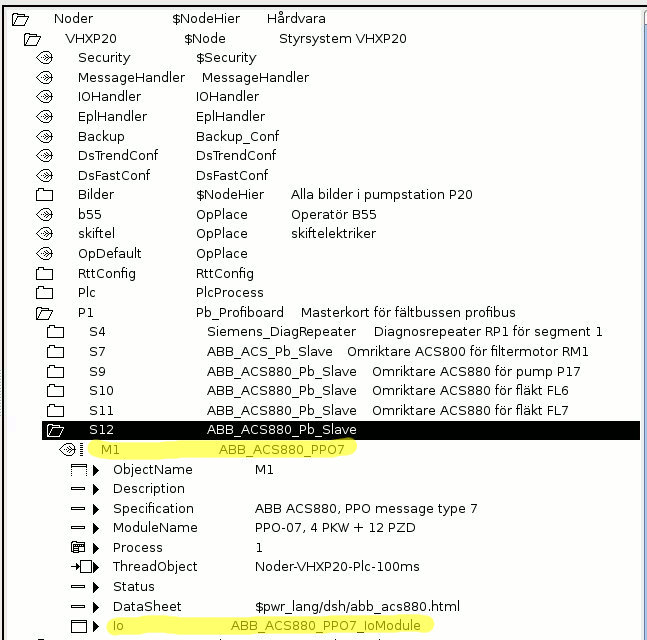 Noder $NodeHier Hårdvara
VHXP20 $Node Styrsystem VHXP20
Security $Security
MessageHandler MessageHandler
IOHandler IOHandler
EplHandler EplHandler
Backup Backup_Conf
DsTrendConf DsTrendConf
DsFastConf DsFastConf
Bilder $NodeHier Alla bilder i pumpstation P20
b55 OpPlace Operatör B55
skiftel OpPlace skiftelektriker
OpDefault OpPlace
RttConfig RttConfig
Plc PlcProcess
P1 Pb_Profiboard Masterkort för fältbussen profibus
S4 Siemens_DiagRepeater Diagnosrepeater RP1 för segment 1
S7 ABB_ACS_Pb_Slave Omriktare ACS800 för filtermotor RM1
S9 ABB_ACS880_Pb_Slave Omriktare ACS880 för pump P17
S10 ABB_ACS880_Pb_Slave Omriktare ACS880 för fläkt FL6
S11 ABB_ACS880_Pb_Slave Omriktare ACS880 för fläkt FL7
S12 ABB_ACS880_Pb_Slave
M1 ABB_ACS880_PPO7
ObjectName M1
Description
Specification ABB ACS880, PPO message type 7
ModuleName PPO-07, 4 PKW + 12 PZD
Process 1
ThreadObject Noder-VHXP20-Plc-100ms
Status
DataSheet $pwr_lang/dsh/abb_acs880.html
Io ABB_ACS880_PPO7_IoModule